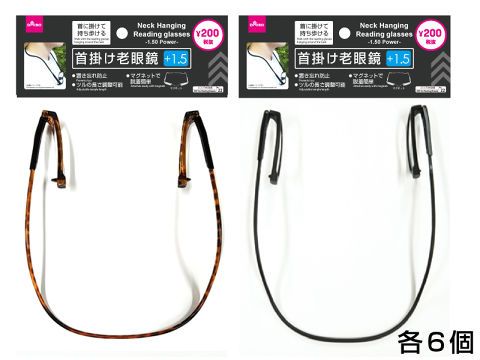 DAISO
首に掛けて
持ち歩ける
Neck Hanging
Reading glasses
-1.50 Power-
¥200
税抜
首掛け老眼鏡 +1.5
●置き忘れ防止
●ツルの長さ調整可能
●マグネットで
脱着簡単
DAISO
首に掛けて
持ち歩ける
Neck Hanging
Reading glasses
-1.50 Power-
¥200
税抜
首掛け老眼鏡 +1.5
●置き忘れ防止
●ツルの長さ調整可能
●マグネットで
脱着簡単
各6個